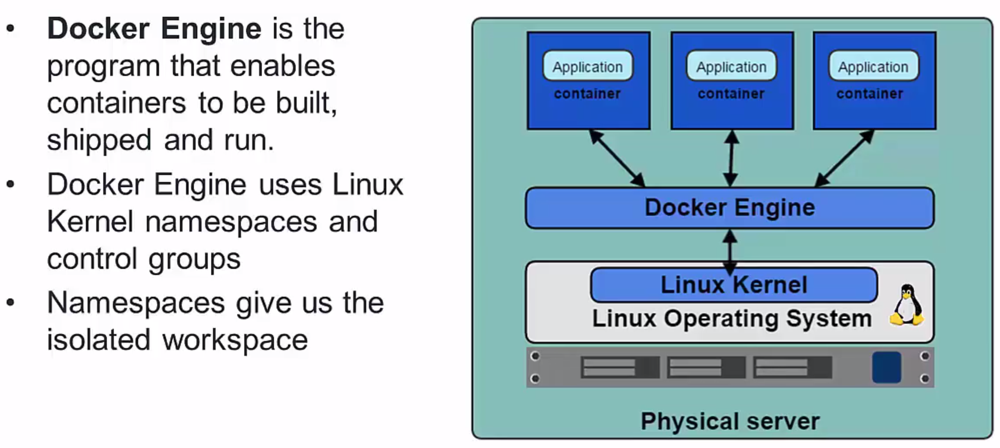 • Docker Engine is the
program that enables
containers to be built,
shipped and run.
• Docker Engine uses Linux
Kernel namespaces and
control groups
• Namespaces give us the
isolated workspace
Application
container
Application
container
Application
container
Docker Engine
Linux Kernel
Linux Operating System
Physical server